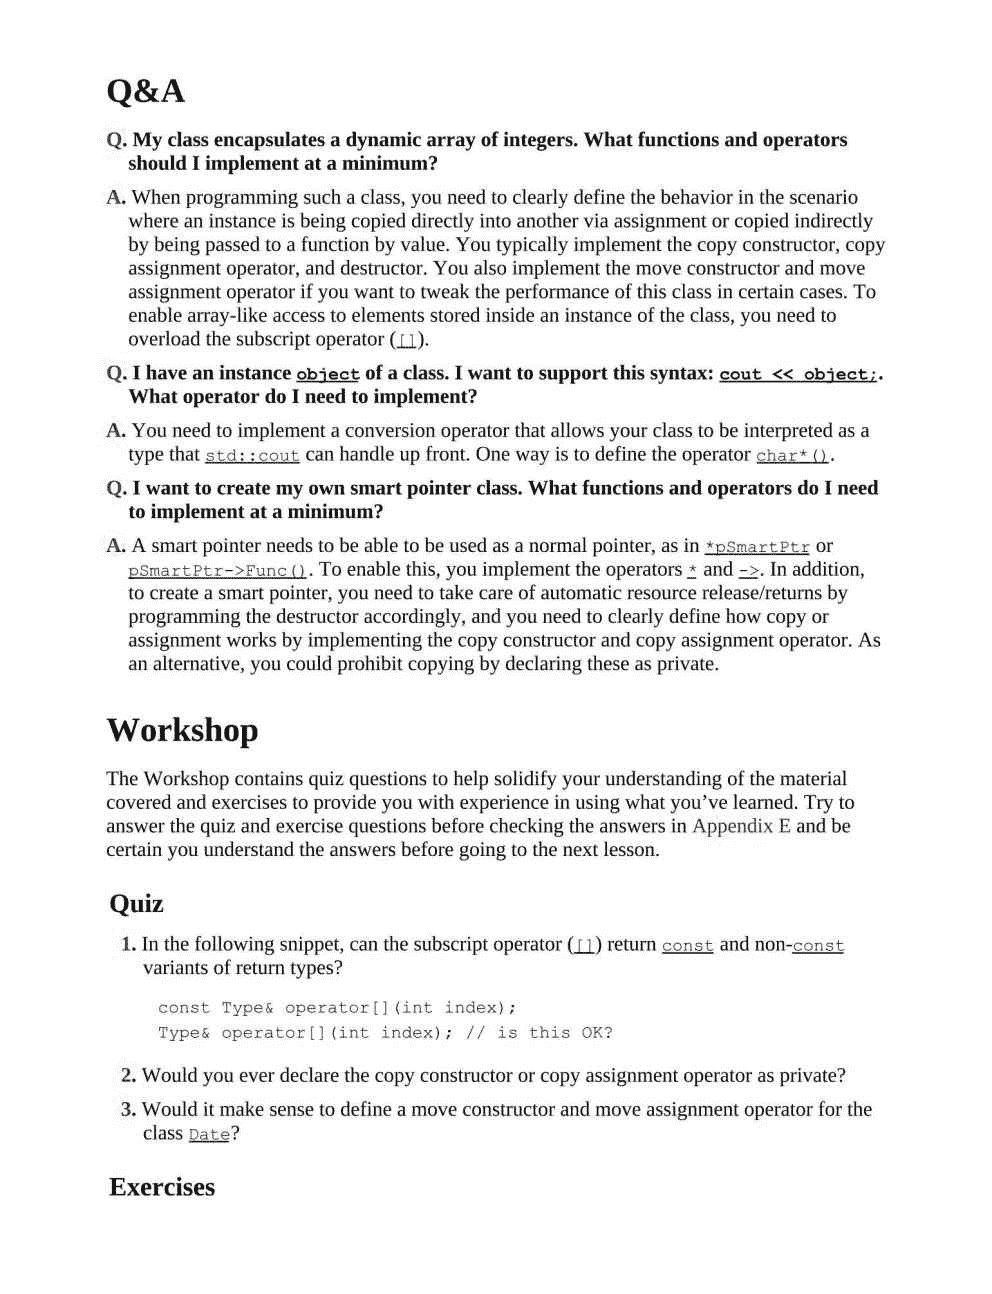 Q&A
Q. My class encapsulates a dynamic array of integers. What functions and operators
should I implement at a minimum?
A. When programming such a class, you need to clearly define the behavior in the scenario
where an instance is being copied directly into another via assignment or copied indirectly
by being passed to a function by value. You typically implement the copy constructor, copy
assignment operator, and destructor. You also implement the move constructor and move
assignment operator if you want to tweak the performance of this class in certain cases. To
enable array-like access to elements stored inside an instance of the class, you need to
overload the subscript operator ([]).
Q. I have an instance object of a class. I want to support this syntax: cout << object;.
What operator do I need to implement?
A. You need to implement a conversion operator that allows your class to be interpreted as a
type that std::cout can handle up front. One way is to define the operator char*().
Q. I want to create my own smart pointer class. What functions and operators do I need
to implement at a minimum?
A. A smart pointer needs to be able to be used as a normal pointer, as in *pSmartPtr or
pSmartPtr->Func(). To enable this, you implement the operators * and ->. In addition,
to create a smart pointer, you need to take care of automatic resource release/returns by
programming the destructor accordingly, and you need to clearly define how copy or
assignment works by implementing the copy constructor and copy assignment operator. As
an alternative, you could prohibit copying by declaring these as private.
Workshop
The Workshop contains quiz questions to help solidify your understanding of the material
covered and exercises to provide you with experience in using what you’ve learned. Try to
answer the quiz and exercise questions before checking the answers in Appendix E and be
certain you understand the answers before going to the next lesson.
Quiz
1. In the following snippet, can the subscript operator ([]) return const and non-const
variants of return types?
const Type& operator[](int index);
Type& operator[](int index); // is this OK?
2. Would you ever declare the copy constructor or copy assignment operator as private?
3. Would it make sense to define a move constructor and move assignment operator for the
class Date?
Exercises